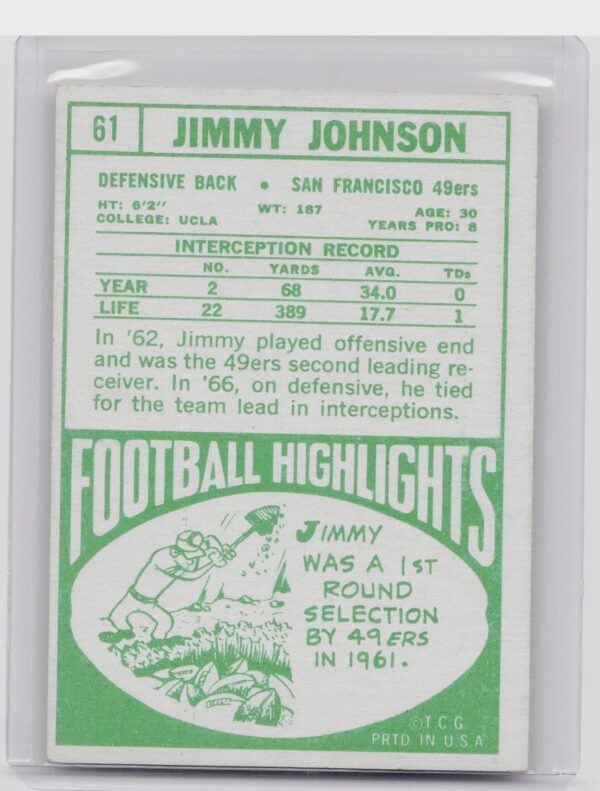 61 JIMMY JOHNSON
DEFENSIVE BACK • SAN FRANCISCO 49ers
HT: 6'2" WT: 187 AGE: 30
COLLEGE: UCLA YEARS PRO: 8
INTERCEPTION RECORD
NO. YARDS AVG. TDs
YEAR 2 68 34.0 0
LIFE 22 389 17.7 1
In '62, Jimmy played offensive end
and was the 49ers second leading re-
ceiver. In '66, on defensive, he tied
for the team lead in interceptions.
FOOTBALL HIGHLIGHTS
JIMMY
WAS A 1ST
ROUND
SELECTION
BY 49ERS
IN 1961.
©T.C.G.
PRTD IN U.S.A